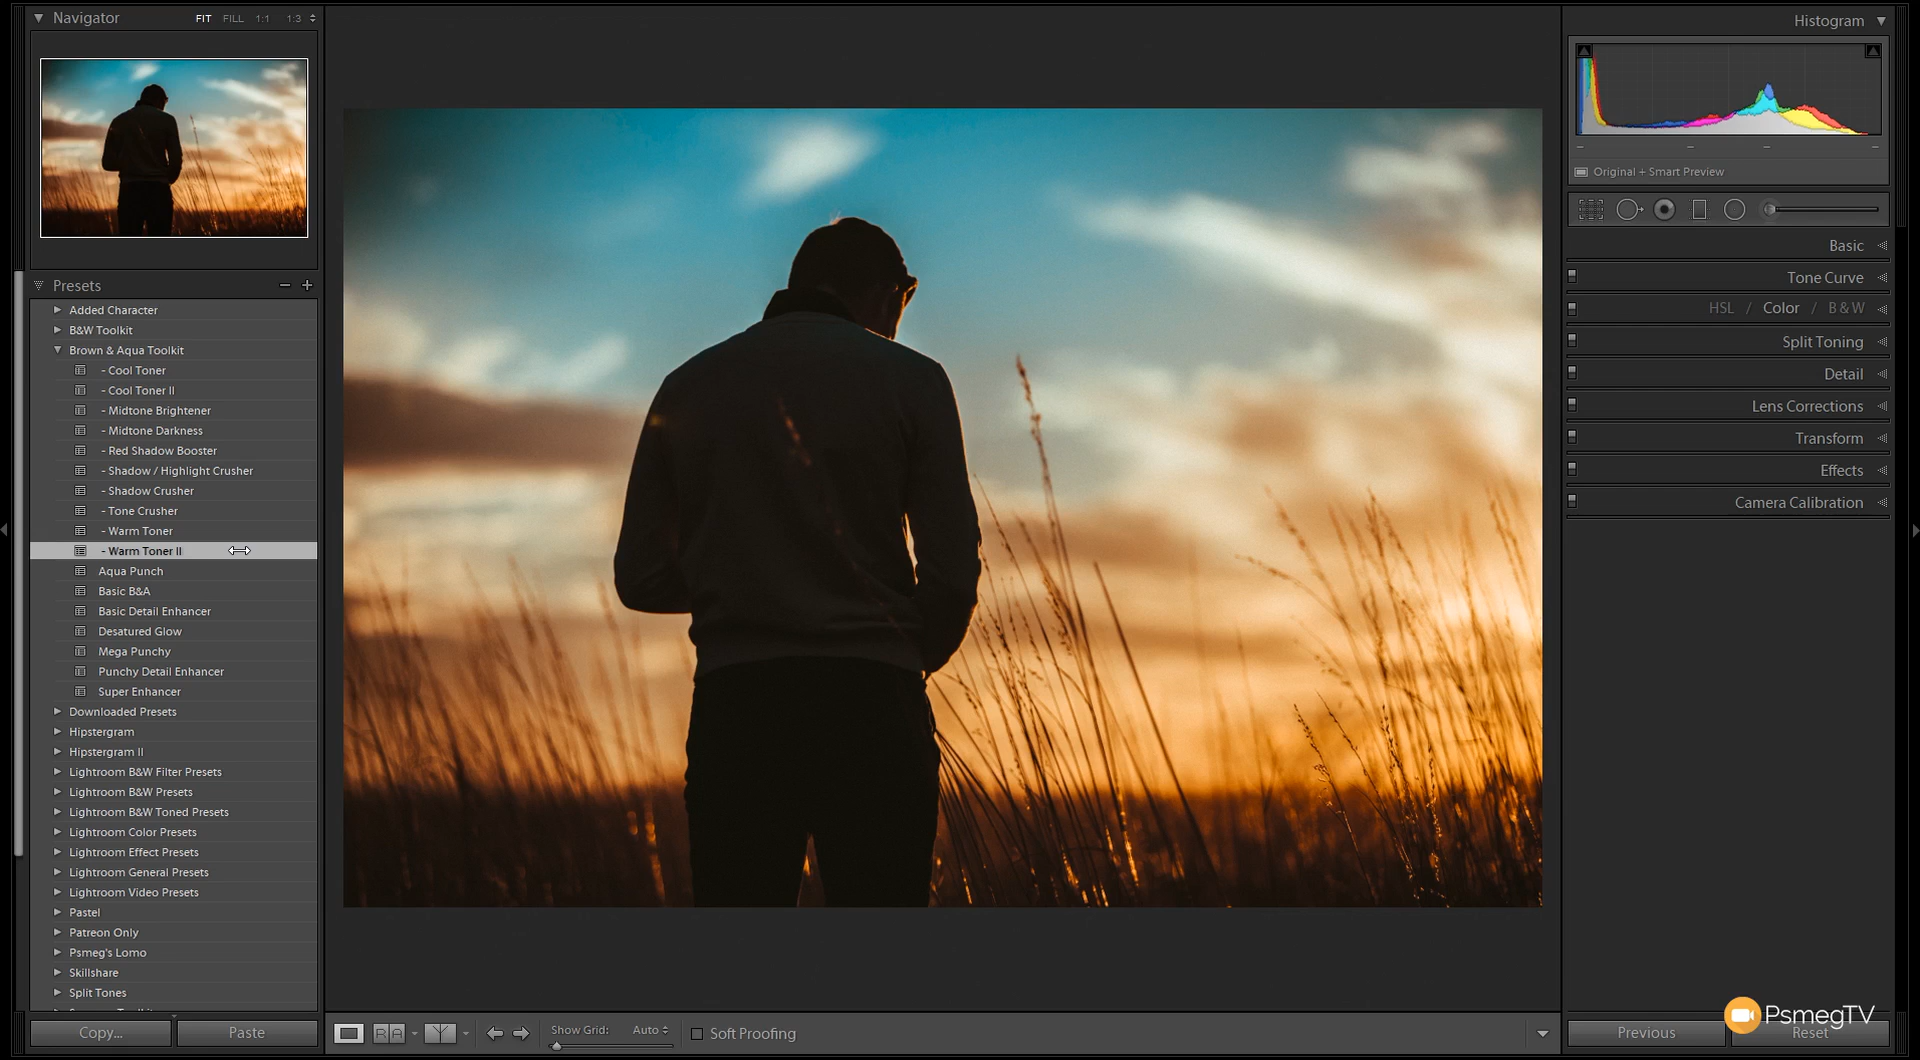 Navigator FIT FILL 1:1 1:3
Presets
Added Character
B&W Toolkit
Brown & Aqua Toolkit
- Cool Toner
- Cool Toner II
- Midtone Brightener
- Midtone Darkness
- Red Shadow Booster
- Shadow / Highlight Crusher
- Shadow Crusher
- Tone Crusher
- Warm Toner
- Warm Toner II
Aqua Punch
Basic B&A
Basic Detail Enhancer
Desatured Glow
Mega Punchy
Punchy Detail Enhancer
Super Enhancer
Downloaded Presets
Hipstergram
Hipstergram II
Lightroom B&W Filter Presets
Lightroom B&W Presets
Lightroom B&W Toned Presets
Lightroom Color Presets
Lightroom Effect Presets
Lightroom General Presets
Lightroom Video Presets
Pastel
Patreon Only
Psmeg's Lomo
Skillshare
Split Tones
Copy... Paste
Show Grid: Auto Soft Proofing
Histogram
Original + Smart Preview
Basic
Tone Curve
HSL / Color / B & W
Split Toning
Detail
Lens Corrections
Transform
Effects
Camera Calibration
PsmegTV
Previous Reset